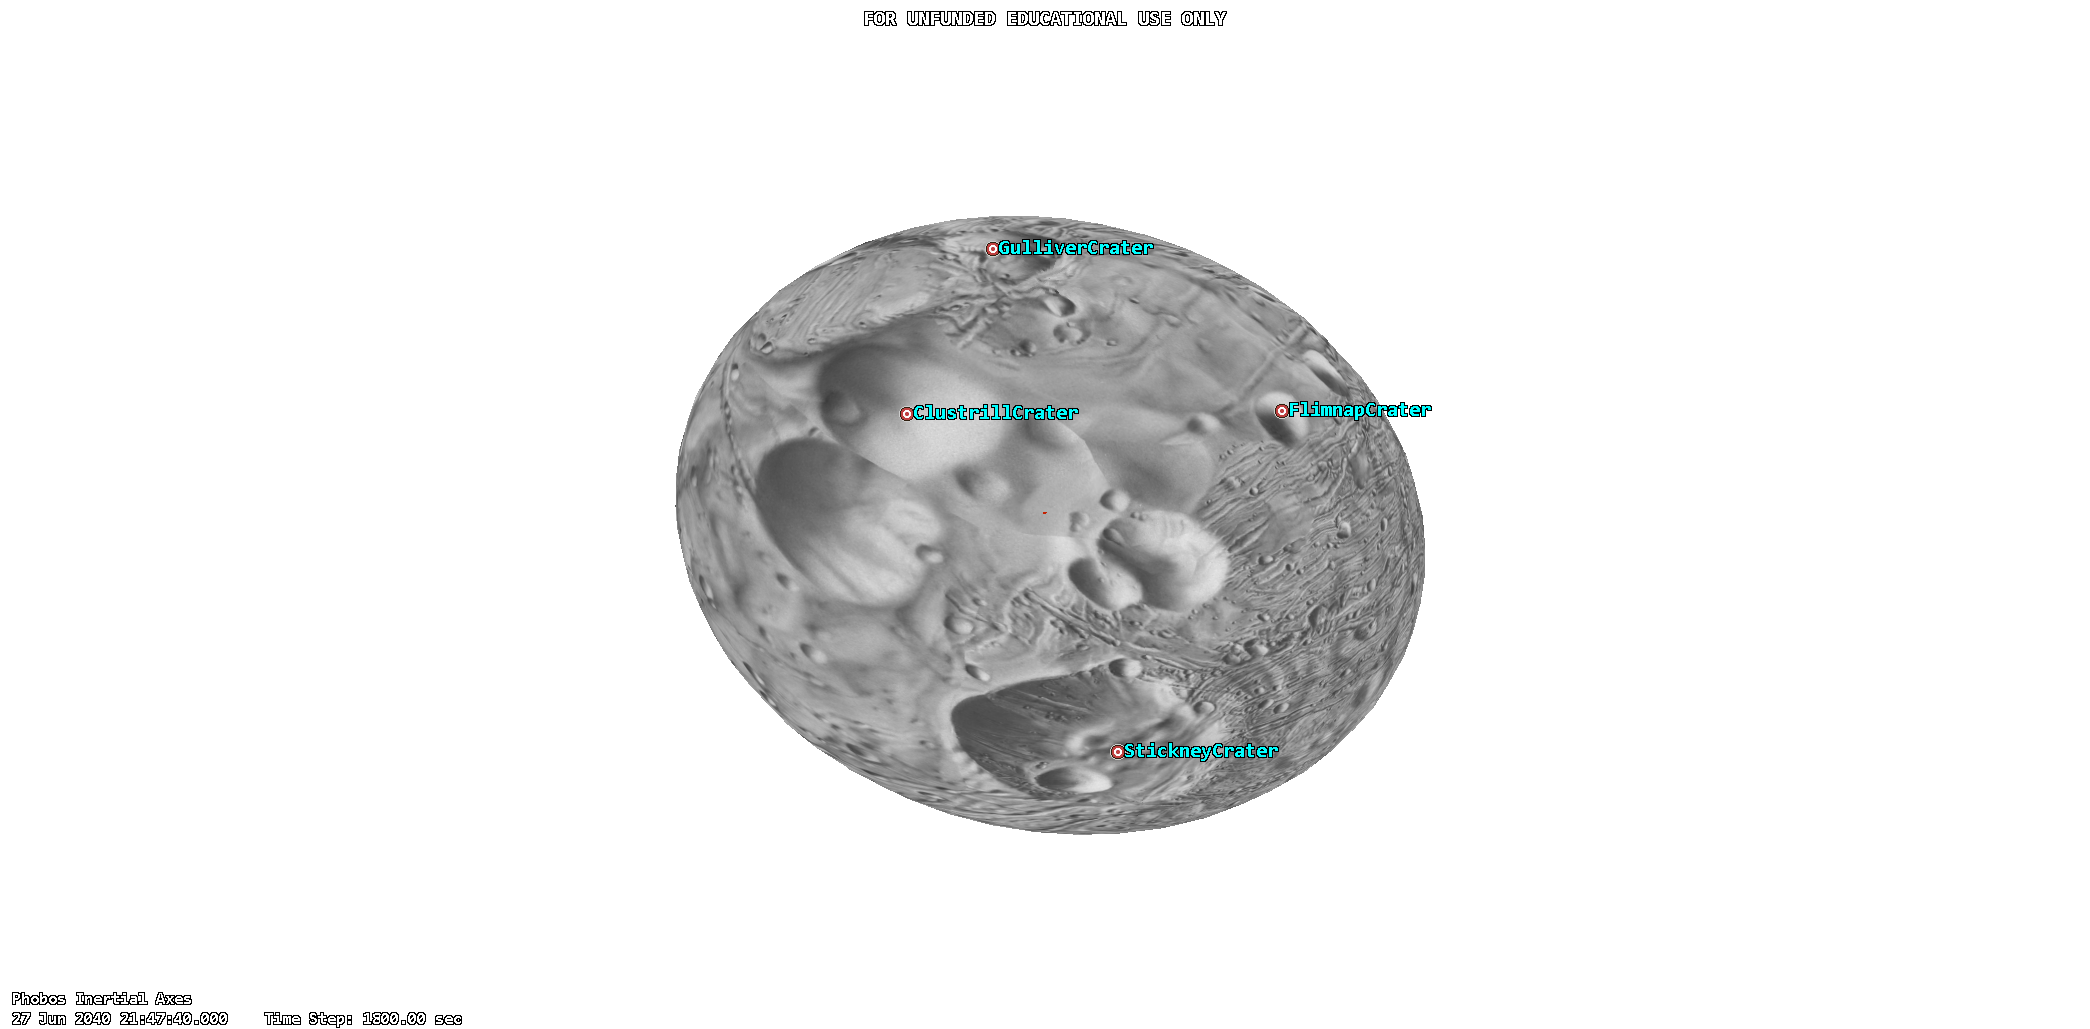 FOR UNFUNDED EDUCATIONAL USE ONLY
GulliverCrater
ClustrillCrater
FlimnapCrater
StickneyCrater
Phobos Inertial Axes
27 Jun 2040 21:47:40.000 Time Step: 1800.00 sec